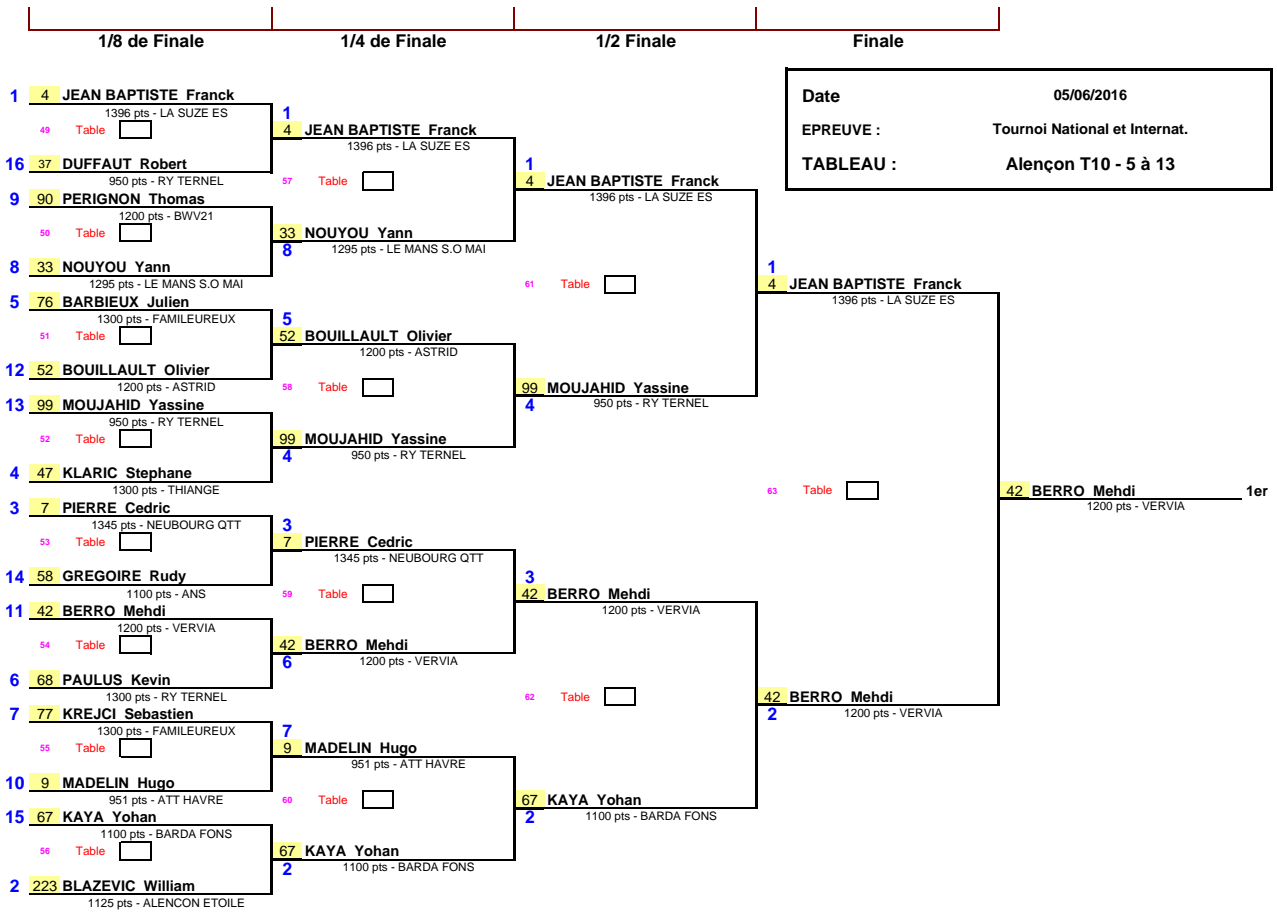 1/8 de Finale 1/4 de Finale 1/2 Finale Finale
Date 05/06/2016
EPREUVE : Tournoi National et Internat.
TABLEAU : Alençon T10 - 5 à 13
1 4 JEAN BAPTISTE Franck
1396 pts - LA SUZE ES
49 Table
16 37 DUFFAUT Robert
950 pts - RY TERNEL
9 90 PERIGNON Thomas
1200 pts - BWV21
50 Table
8 33 NOUYOU Yann
1295 pts - LE MANS S.O MAI
5 76 BARBIEUX Julien
1300 pts - FAMILEUREUX
51 Table
12 52 BOUILLAULT Olivier
1200 pts - ASTRID
13 99 MOUJAHID Yassine
950 pts - RY TERNEL
52 Table
4 47 KLARIC Stephane
1300 pts - THIANGE
3 7 PIERRE Cedric
1345 pts - NEUBOURG QTT
53 Table
14 58 GREGOIRE Rudy
1100 pts - ANS
11 42 BERRO Mehdi
1200 pts - VERVIA
54 Table
6 68 PAULUS Kevin
1300 pts - RY TERNEL
7 77 KREJCI Sebastien
1300 pts - FAMILEUREUX
55 Table
10 9 MADELIN Hugo
951 pts - ATT HAVRE
15 67 KAYA Yohan
1100 pts - BARDA FONS
56 Table
2 223 BLAZEVIC William
1125 pts - ALENCON ETOILE
1
4 JEAN BAPTISTE Franck
1396 pts - LA SUZE ES
57 Table
33 NOUYOU Yann
8 1295 pts - LE MANS S.O MAI
5
52 BOUILLAULT Olivier
1200 pts - ASTRID
58 Table
99 MOUJAHID Yassine
4 950 pts - RY TERNEL
3
7 PIERRE Cedric
1345 pts - NEUBOURG QTT
59 Table
42 BERRO Mehdi
6 1200 pts - VERVIA
7
9 MADELIN Hugo
951 pts - ATT HAVRE
60 Table
67 KAYA Yohan
2 1100 pts - BARDA FONS
1
4 JEAN BAPTISTE Franck
1396 pts - LA SUZE ES
61 Table
99 MOUJAHID Yassine
4 950 pts - RY TERNEL
3
42 BERRO Mehdi
1200 pts - VERVIA
62 Table
67 KAYA Yohan
2 1100 pts - BARDA FONS
1
4 JEAN BAPTISTE Franck
1396 pts - LA SUZE ES
63 Table
42 BERRO Mehdi
2 1200 pts - VERVIA
42 BERRO Mehdi 1er
1200 pts - VERVIA